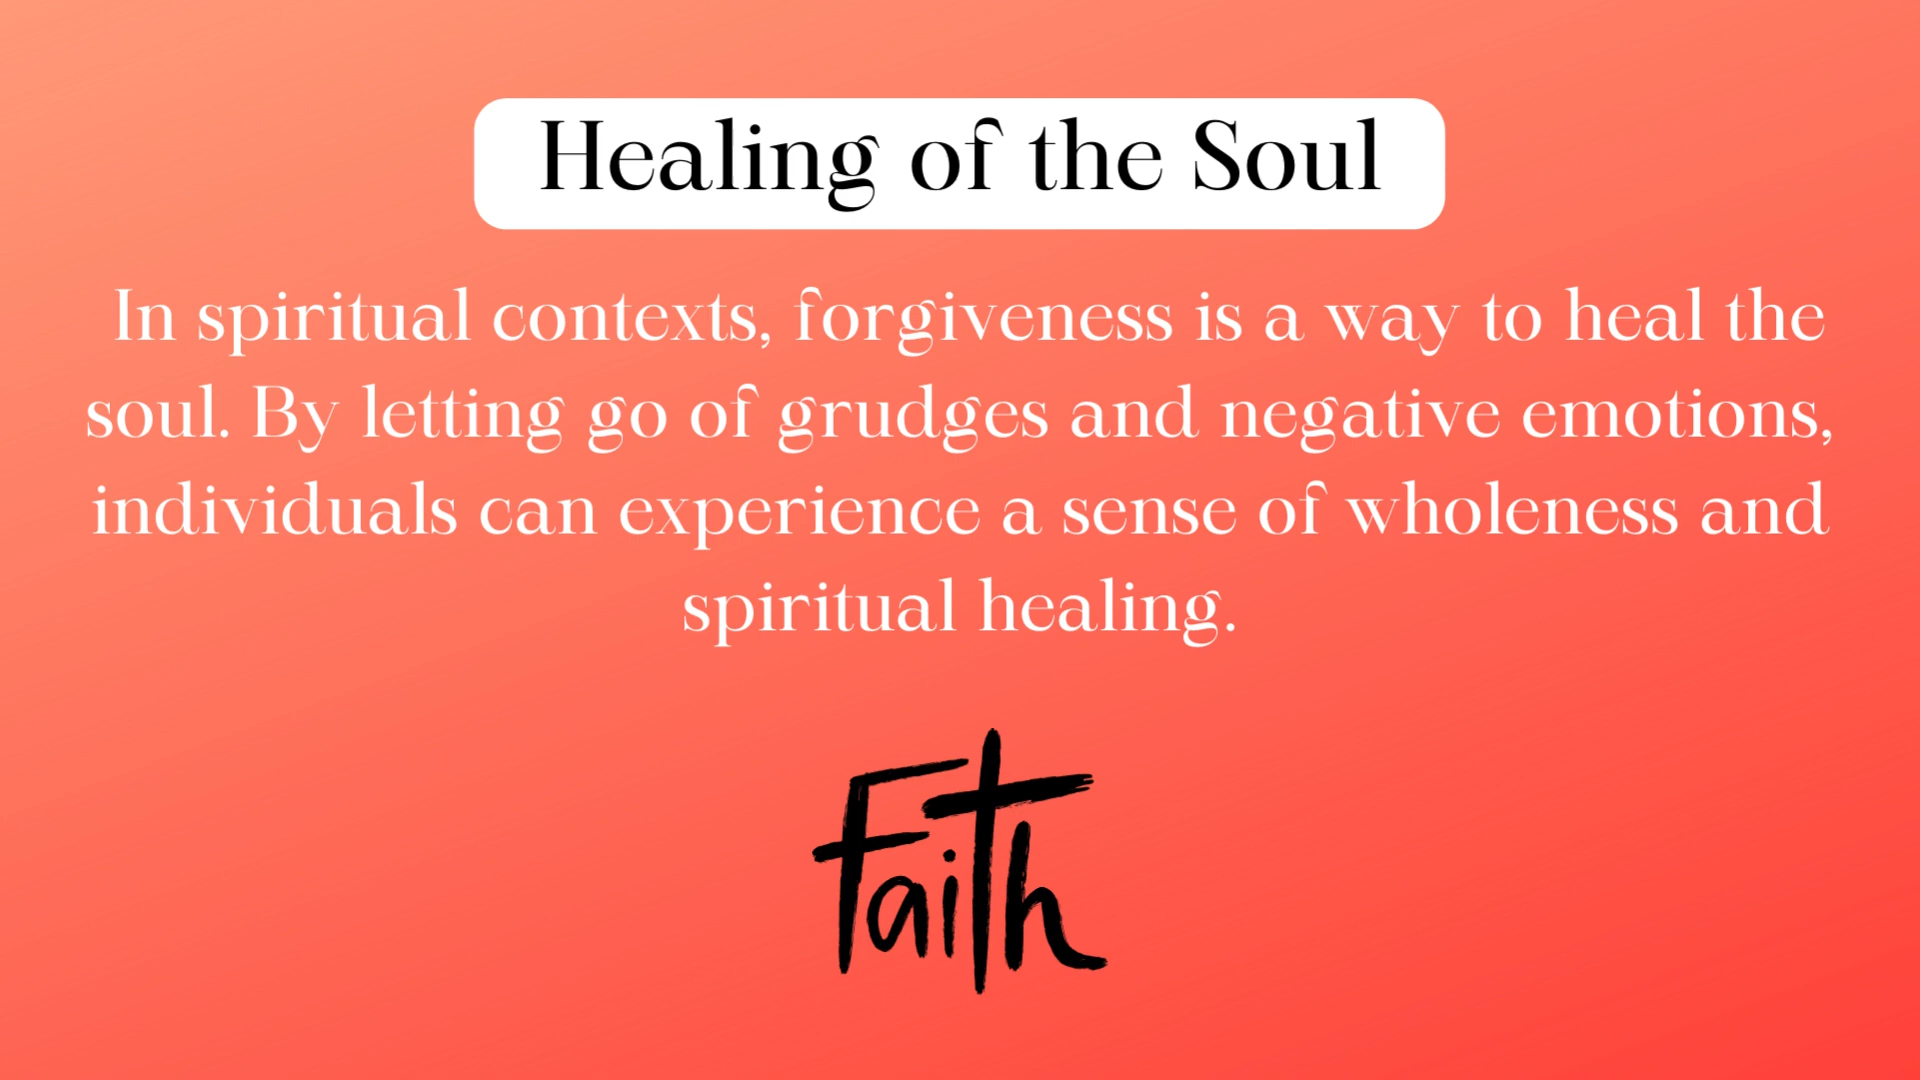 Healing of the Soul
In spiritual contexts, forgiveness is a way to heal the
soul. By letting go of grudges and negative emotions,
individuals can experience a sense of wholeness and
spiritual healing.
Faith